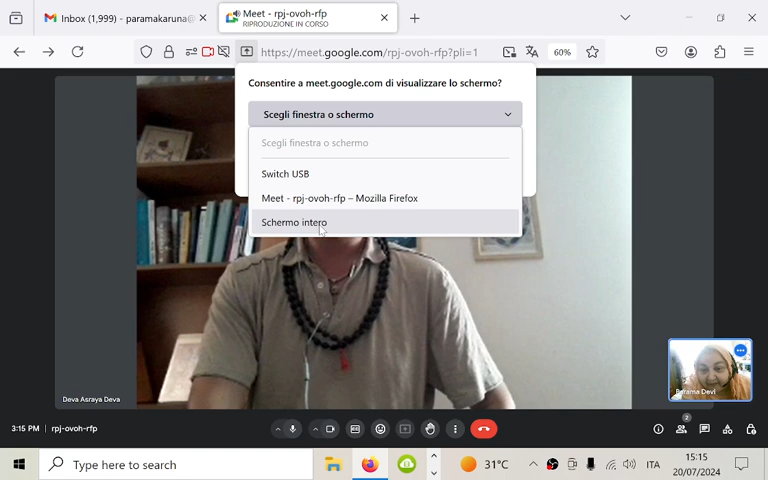 Inbox (1,999) - paramakaruna@
Meet - rpj-ovoh-rfp
RIPRODUZIONE IN CORSO
https://meet.google.com/rpj-ovoh-rfp?pli=1
60%
Consentire a meet.google.com di visualizzare lo schermo?
Scegli finestra o schermo
Scegli finestra o schermo
Switch USB
Meet - rpj-ovoh-rfp – Mozilla Firefox
Schermo intero
Deva Asraya Deva
Parama Devi
3:15 PM | rpj-ovoh-rfp
2
Type here to search
31°C
ITA
15:15
20/07/2024